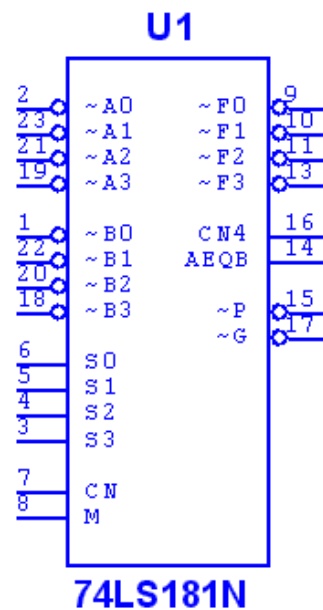 U1
2 ~A0 ~F0 9
23 ~A1 ~F1 10
21 ~A2 ~F2 11
19 ~A3 ~F3 13
1 ~B0 CN4 16
22 ~B1 AEQB 14
20 ~B2
18 ~B3 ~P 15
~G 17
6 S0
5 S1
4 S2
3 S3
7 CN
8 M
74LS181N